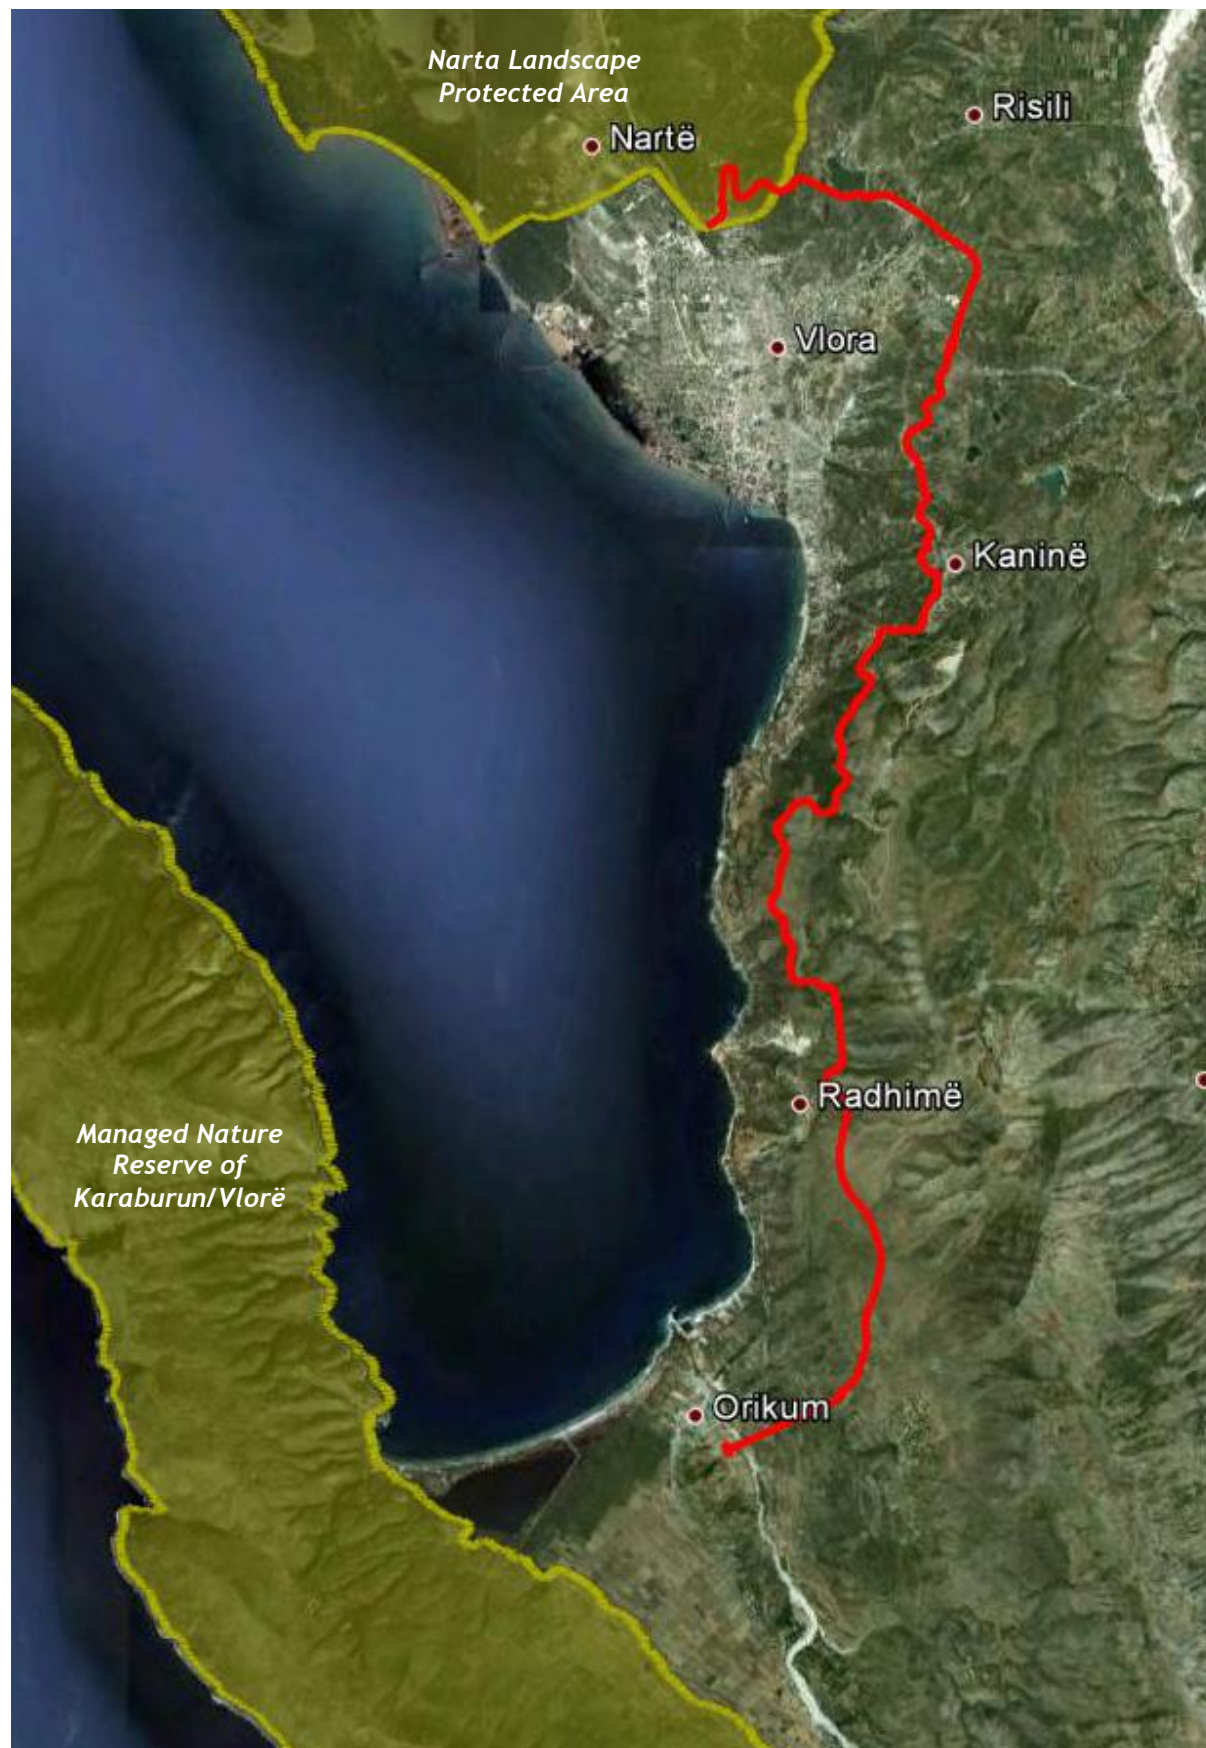 Narta Landscape
Protected Area
Risili
Nartë
Vlora
Kaninë
Radhimë
Managed Nature
Reserve of
Karaburun/Vlorë
Orikum